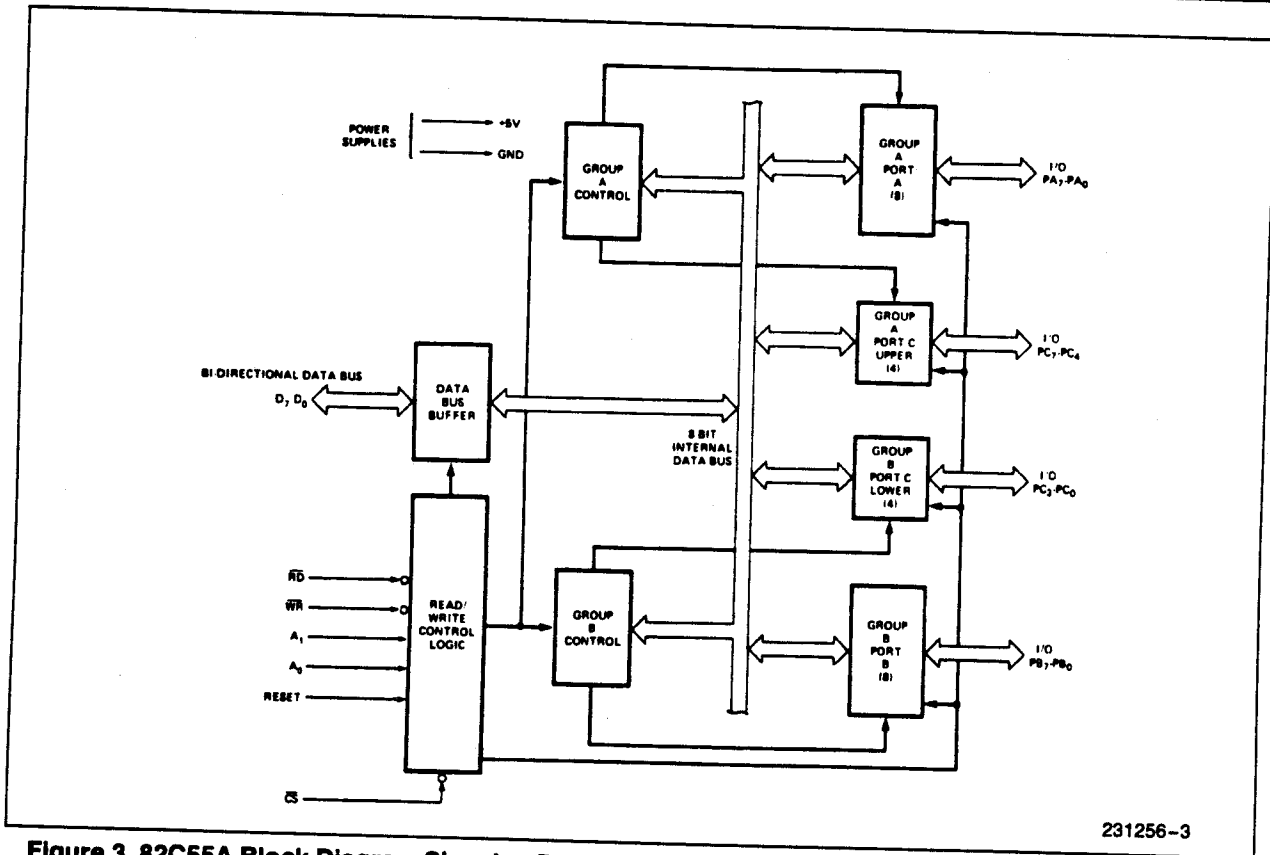 POWER
SUPPLIES
+5V
GND
GROUP
A
CONTROL
GROUP
A
PORT
A
(8)
I/O
PA7-PA0
GROUP
A
PORT C
UPPER
(4)
I/O
PC7-PC4
BI-DIRECTIONAL DATA BUS
D7 D0
DATA
BUS
BUFFER
8 BIT
INTERNAL
DATA BUS
GROUP
B
PORT C
LOWER
(4)
I/O
PC3-PC0
RD
WR
A1
A0
RESET
CS
READ/
WRITE
CONTROL
LOGIC
GROUP
B
CONTROL
GROUP
B
PORT
B
(8)
I/O
PB7-PB0
231256-3
Figure 3. 82C55A Block Diagram